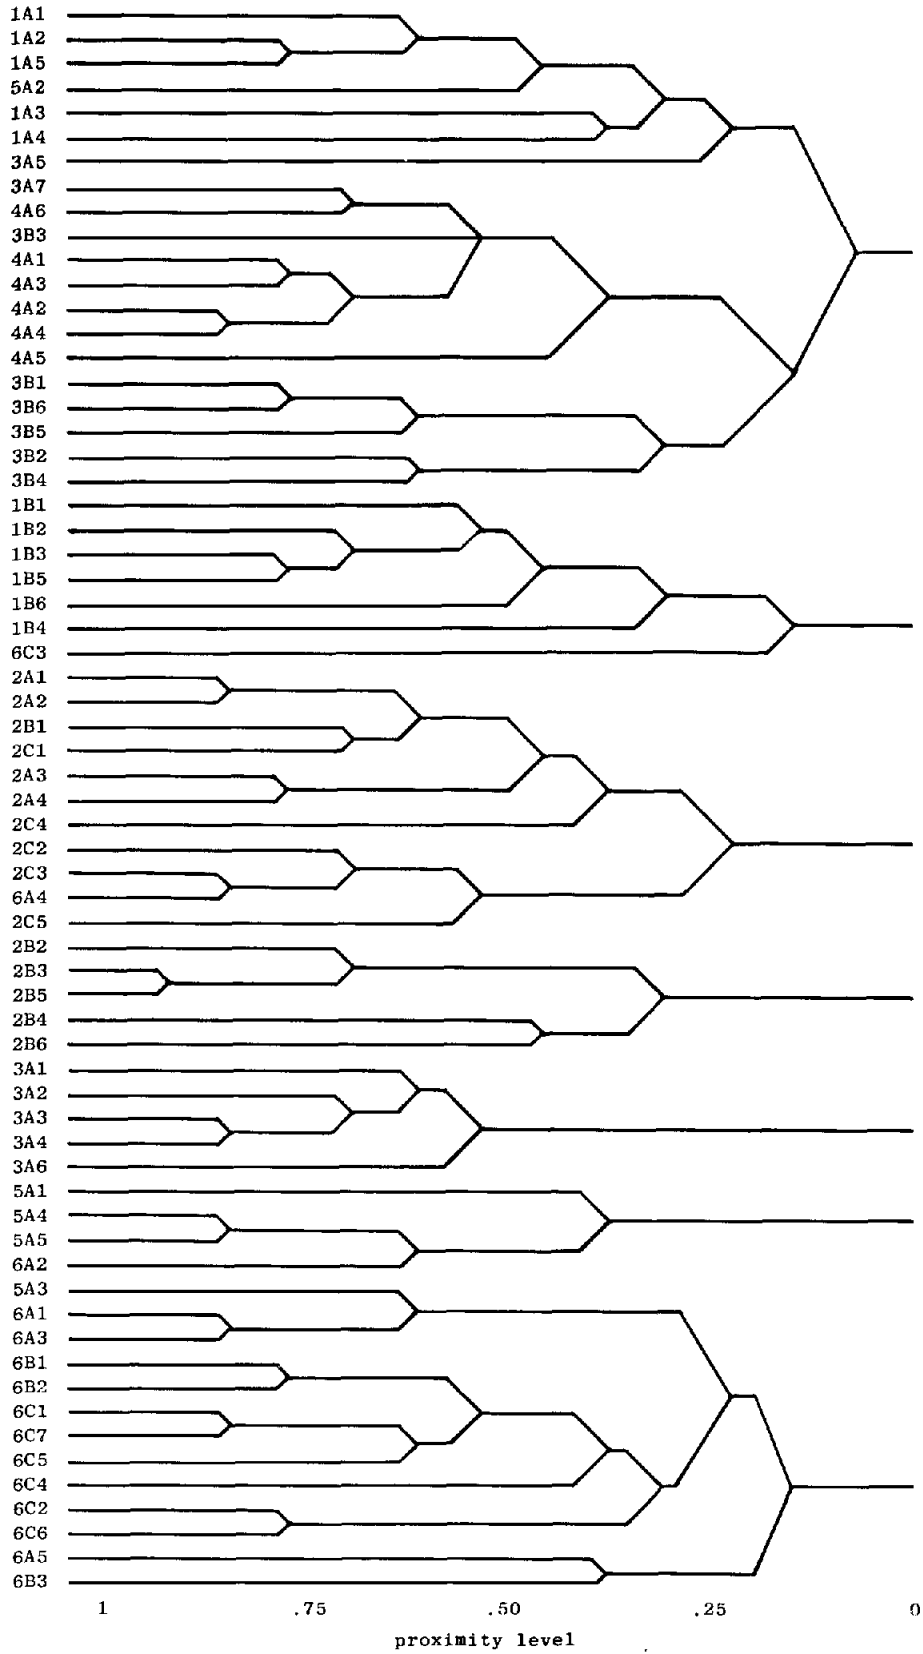 1A1
1A2
1A5
5A2
1A3
1A4
3A5
3A7
4A6
3B3
4A1
4A3
4A2
4A4
4A5
3B1
3B6
3B5
3B2
3B4
1B1
1B2
1B3
1B5
1B6
1B4
6C3
2A1
2A2
2B1
2C1
2A3
2A4
2C4
2C2
2C3
6A4
2C5
2B2
2B3
2B5
2B4
2B6
3A1
3A2
3A3
3A4
3A6
5A1
5A4
5A5
6A2
5A3
6A1
6A3
6B1
6B2
6C1
6C7
6C5
6C4
6C2
6C6
6A5
6B3
1 .75 .50 .25 0
proximity level